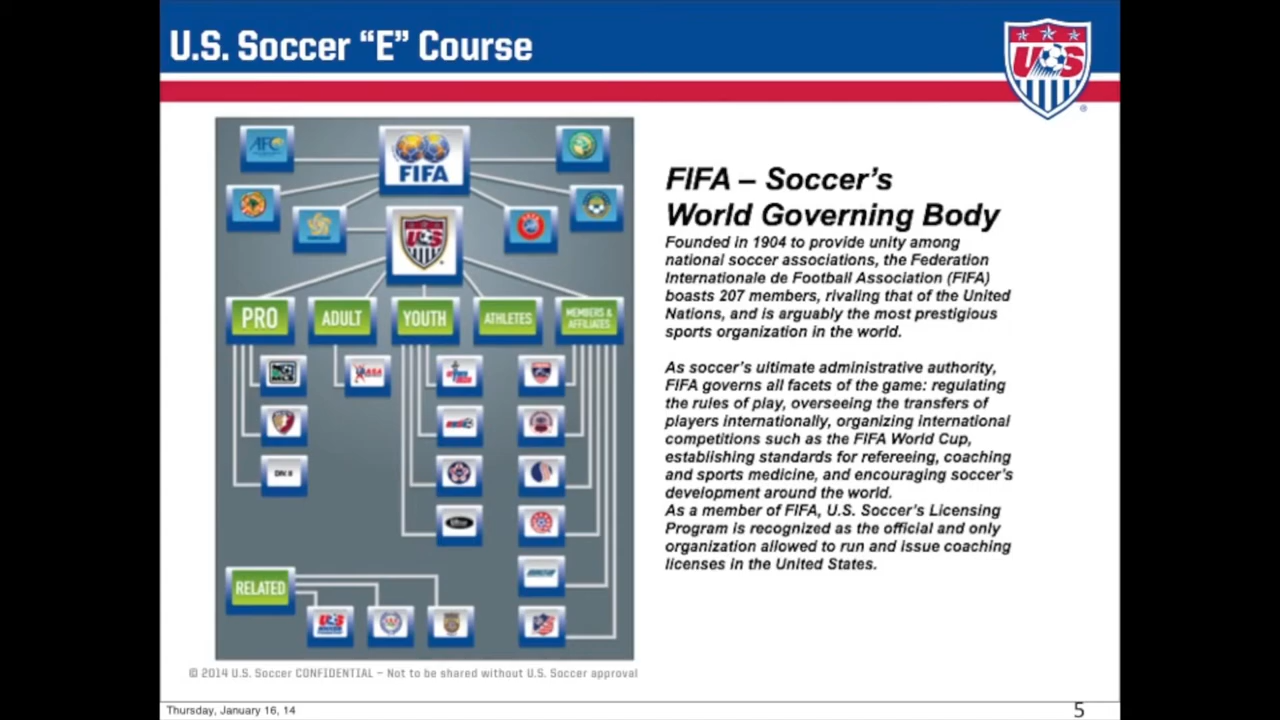 U.S. Soccer “E” Course
US
®
AFC
FIFA
US
PRO
ADULT
YOUTH
ATHLETES
MEMBERS &
AFFILIATES
DIV. II
RELATED
FIFA – Soccer’s
World Governing Body
Founded in 1904 to provide unity among
national soccer associations, the Federation
Internationale de Football Association (FIFA)
boasts 207 members, rivaling that of the United
Nations, and is arguably the most prestigious
sports organization in the world.
As soccer’s ultimate administrative authority,
FIFA governs all facets of the game: regulating
the rules of play, overseeing the transfers of
players internationally, organizing international
competitions such as the FIFA World Cup,
establishing standards for refereeing, coaching
and sports medicine, and encouraging soccer’s
development around the world.
As a member of FIFA, U.S. Soccer’s Licensing
Program is recognized as the official and only
organization allowed to run and issue coaching
licenses in the United States.
© 2014 U.S. Soccer CONFIDENTIAL – Not to be shared without U.S. Soccer approval
Thursday, January 16, 14
5